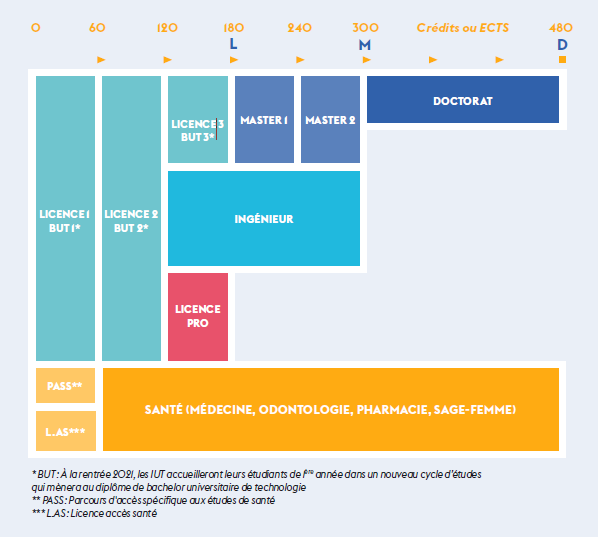 0 60 120 180 240 300 Crédits ou ECTS 480
L M D
LICENCE 1
BUT 1*
LICENCE 2
BUT 2*
LICENCE 3
BUT 3*
MASTER 1
MASTER 2
DOCTORAT
INGÉNIEUR
LICENCE
PRO
PASS**
L.AS***
SANTÉ (MÉDECINE, ODONTOLOGIE, PHARMACIE, SAGE-FEMME)
* BUT : À la rentrée 2021, les IUT accueilleront leurs étudiants de 1ère année dans un nouveau cycle d'études
qui mènera au diplôme de bachelor universitaire de technologie
** PASS : Parcours d'accès spécifique aux études de santé
*** L.AS : Licence accès santé